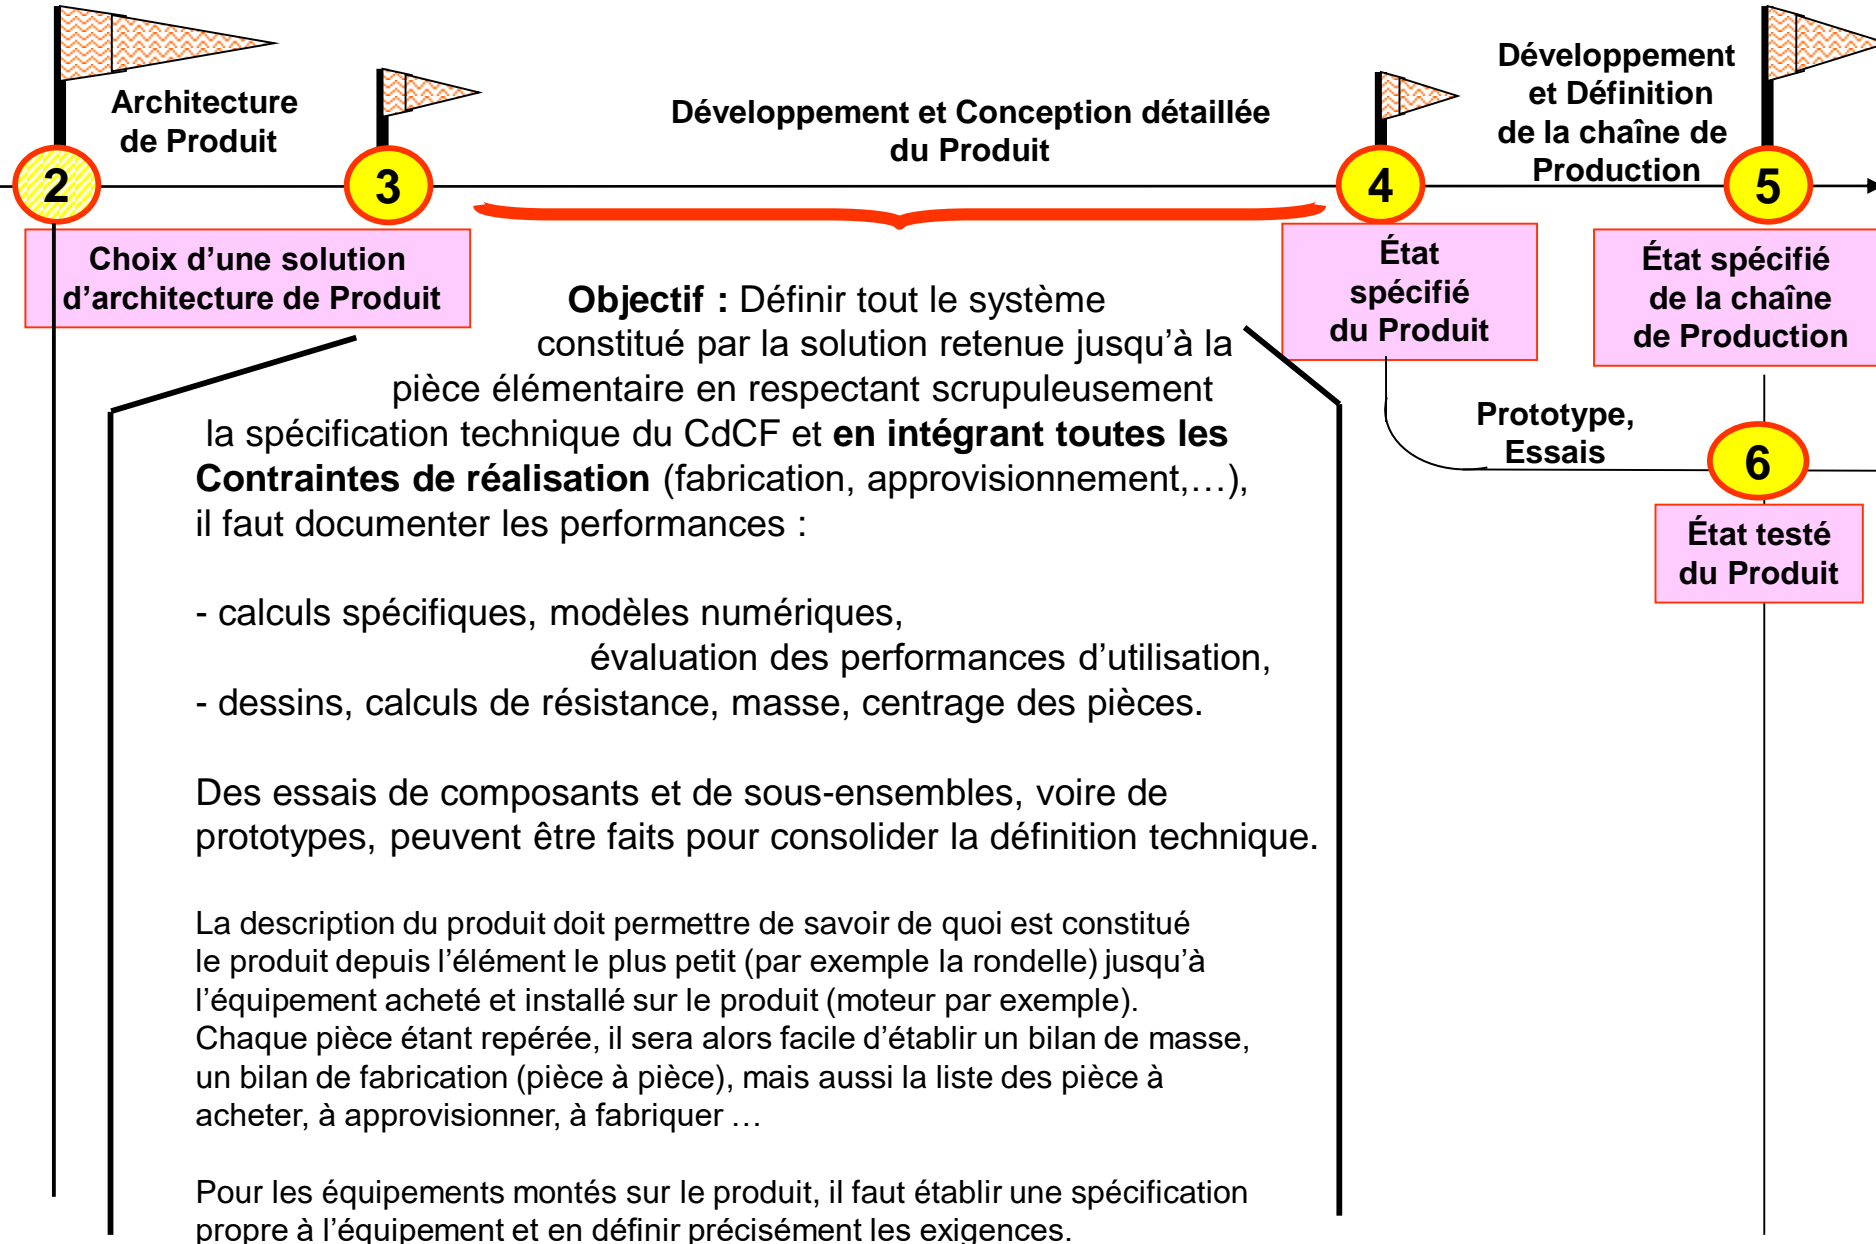 Architecture
de Produit
Développement et Conception détaillée
du Produit
Développement
et Définition
de la chaîne de
Production
2
3
4
5
Choix d’une solution
d’architecture de Produit
État
spécifié
du Produit
État spécifié
de la chaîne
de Production
Prototype,
Essais
6
État testé
du Produit
Objectif : Définir tout le système
constitué par la solution retenue jusqu’à la
pièce élémentaire en respectant scrupuleusement
la spécification technique du CdCF et en intégrant toutes les
Contraintes de réalisation (fabrication, approvisionnement,…),
il faut documenter les performances :
- calculs spécifiques, modèles numériques,
évaluation des performances d’utilisation,
- dessins, calculs de résistance, masse, centrage des pièces.
Des essais de composants et de sous-ensembles, voire de
prototypes, peuvent être faits pour consolider la définition technique.
La description du produit doit permettre de savoir de quoi est constitué
le produit depuis l’élément le plus petit (par exemple la rondelle) jusqu’à
l’équipement acheté et installé sur le produit (moteur par exemple).
Chaque pièce étant repérée, il sera alors facile d’établir un bilan de masse,
un bilan de fabrication (pièce à pièce), mais aussi la liste des pièce à
acheter, à approvisionner, à fabriquer …
Pour les équipements montés sur le produit, il faut établir une spécification
propre à l’équipement et en définir précisément les exigences.